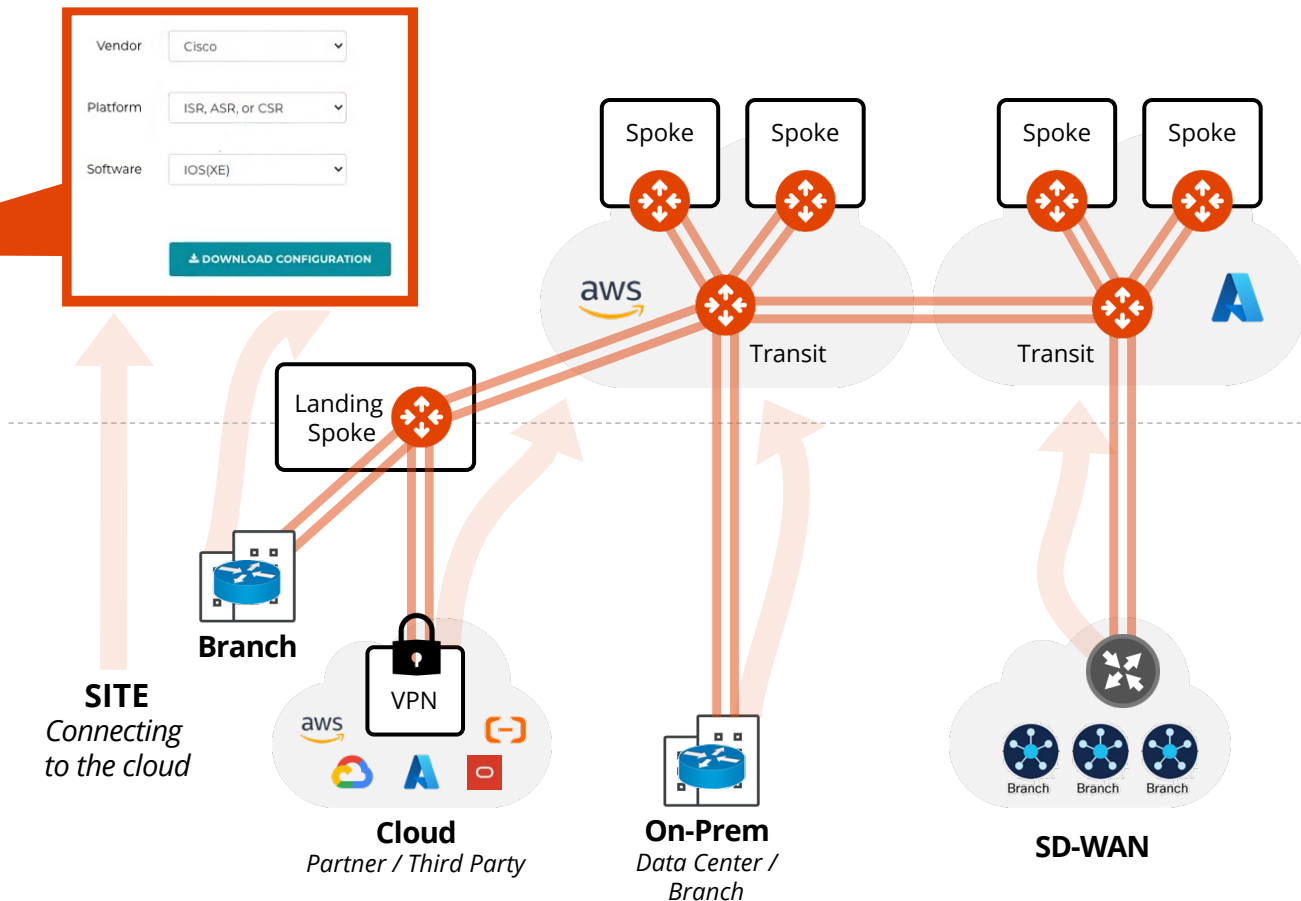 Vendor
Cisco
Platform
ISR, ASR, or CSR
Software
IOS(XE)
DOWNLOAD CONFIGURATION
Spoke
Spoke
Spoke
Spoke
aws
Transit
Transit
Landing
Spoke
Branch
SITE
Connecting
to the cloud
VPN
aws
Cloud
Partner / Third Party
On-Prem
Data Center /
Branch
Branch
Branch
Branch
SD-WAN